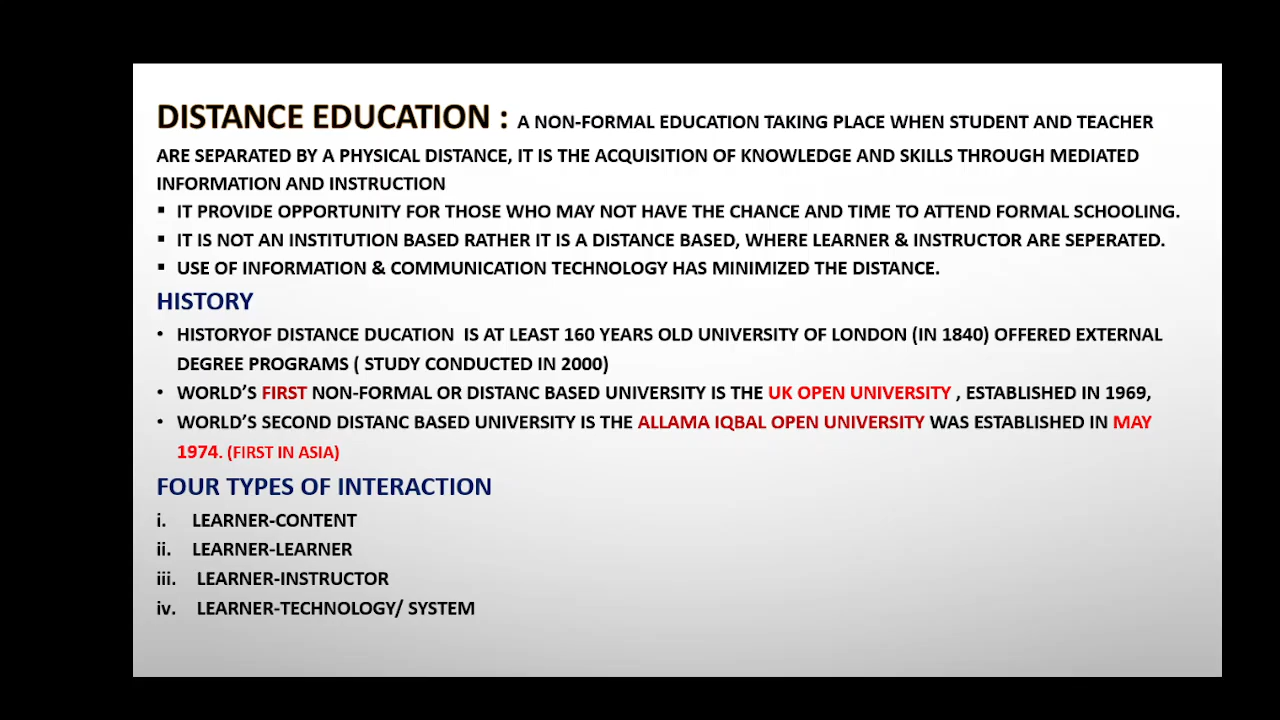 DISTANCE EDUCATION : A NON-FORMAL EDUCATION TAKING PLACE WHEN STUDENT AND TEACHER
ARE SEPARATED BY A PHYSICAL DISTANCE, IT IS THE ACQUISITION OF KNOWLEDGE AND SKILLS THROUGH MEDIATED
INFORMATION AND INSTRUCTION
▪ IT PROVIDE OPPORTUNITY FOR THOSE WHO MAY NOT HAVE THE CHANCE AND TIME TO ATTEND FORMAL SCHOOLING.
▪ IT IS NOT AN INSTITUTION BASED RATHER IT IS A DISTANCE BASED, WHERE LEARNER & INSTRUCTOR ARE SEPERATED.
▪ USE OF INFORMATION & COMMUNICATION TECHNOLOGY HAS MINIMIZED THE DISTANCE.
HISTORY
• HISTORYOF DISTANCE DUCATION IS AT LEAST 160 YEARS OLD UNIVERSITY OF LONDON (IN 1840) OFFERED EXTERNAL
DEGREE PROGRAMS ( STUDY CONDUCTED IN 2000)
• WORLD'S FIRST NON-FORMAL OR DISTANC BASED UNIVERSITY IS THE UK OPEN UNIVERSITY , ESTABLISHED IN 1969,
• WORLD'S SECOND DISTANC BASED UNIVERSITY IS THE ALLAMA IQBAL OPEN UNIVERSITY WAS ESTABLISHED IN MAY
1974. (FIRST IN ASIA)
FOUR TYPES OF INTERACTION
i. LEARNER-CONTENT
ii. LEARNER-LEARNER
iii. LEARNER-INSTRUCTOR
iv. LEARNER-TECHNOLOGY/ SYSTEM